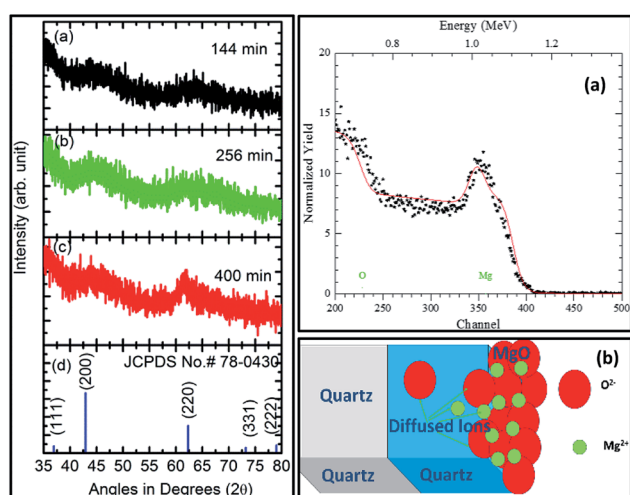 (a)
144 min
(b)
256 min
(c)
400 min
(d)
JCPDS No.# 78-0430
(111)
(200)
(220)
(331)
(222)
Intensity (arb. unit)
35 40 45 50 55 60 65 70 75 80
Angles in Degrees (2θ)
Energy (MeV)
0.8 1.0 1.2
20
15
10
5
0
Normalized Yield
(a)
O
Mg
200 250 300 350 400 450 500
Channel
MgO
(b)
Quartz
Diffused Ions
O²⁻
Mg²⁺
Quartz
Quartz
Quartz